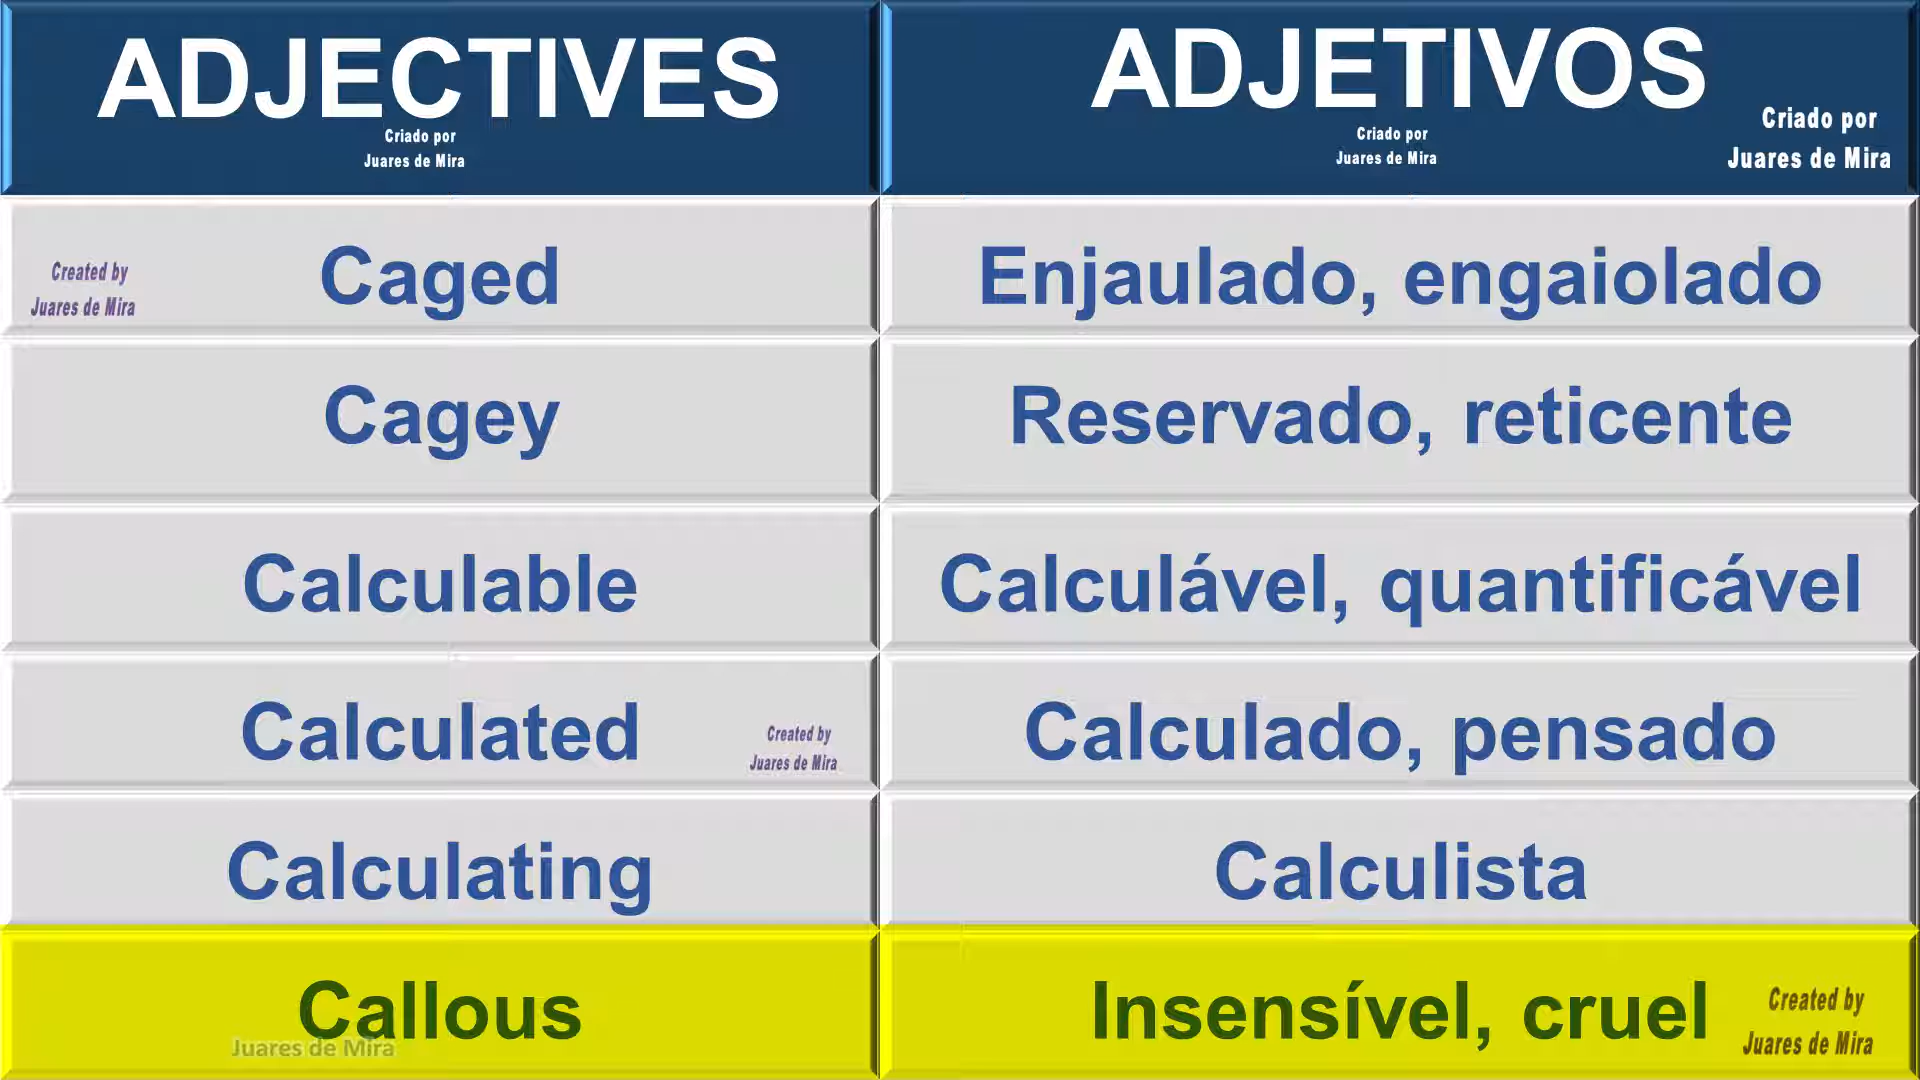 ADJECTIVES
Criado por
Juares de Mira
ADJETIVOS
Criado por
Juares de Mira
Criado por
Juares de Mira
Created by
Juares de Mira
Caged
Enjaulado, engaiolado
Cagey
Reservado, reticente
Calculable
Calculável, quantificável
Calculated
Created by
Juares de Mira
Calculado, pensado
Calculating
Calculista
Callous
Juares de Mira
Insensível, cruel
Created by
Juares de Mira